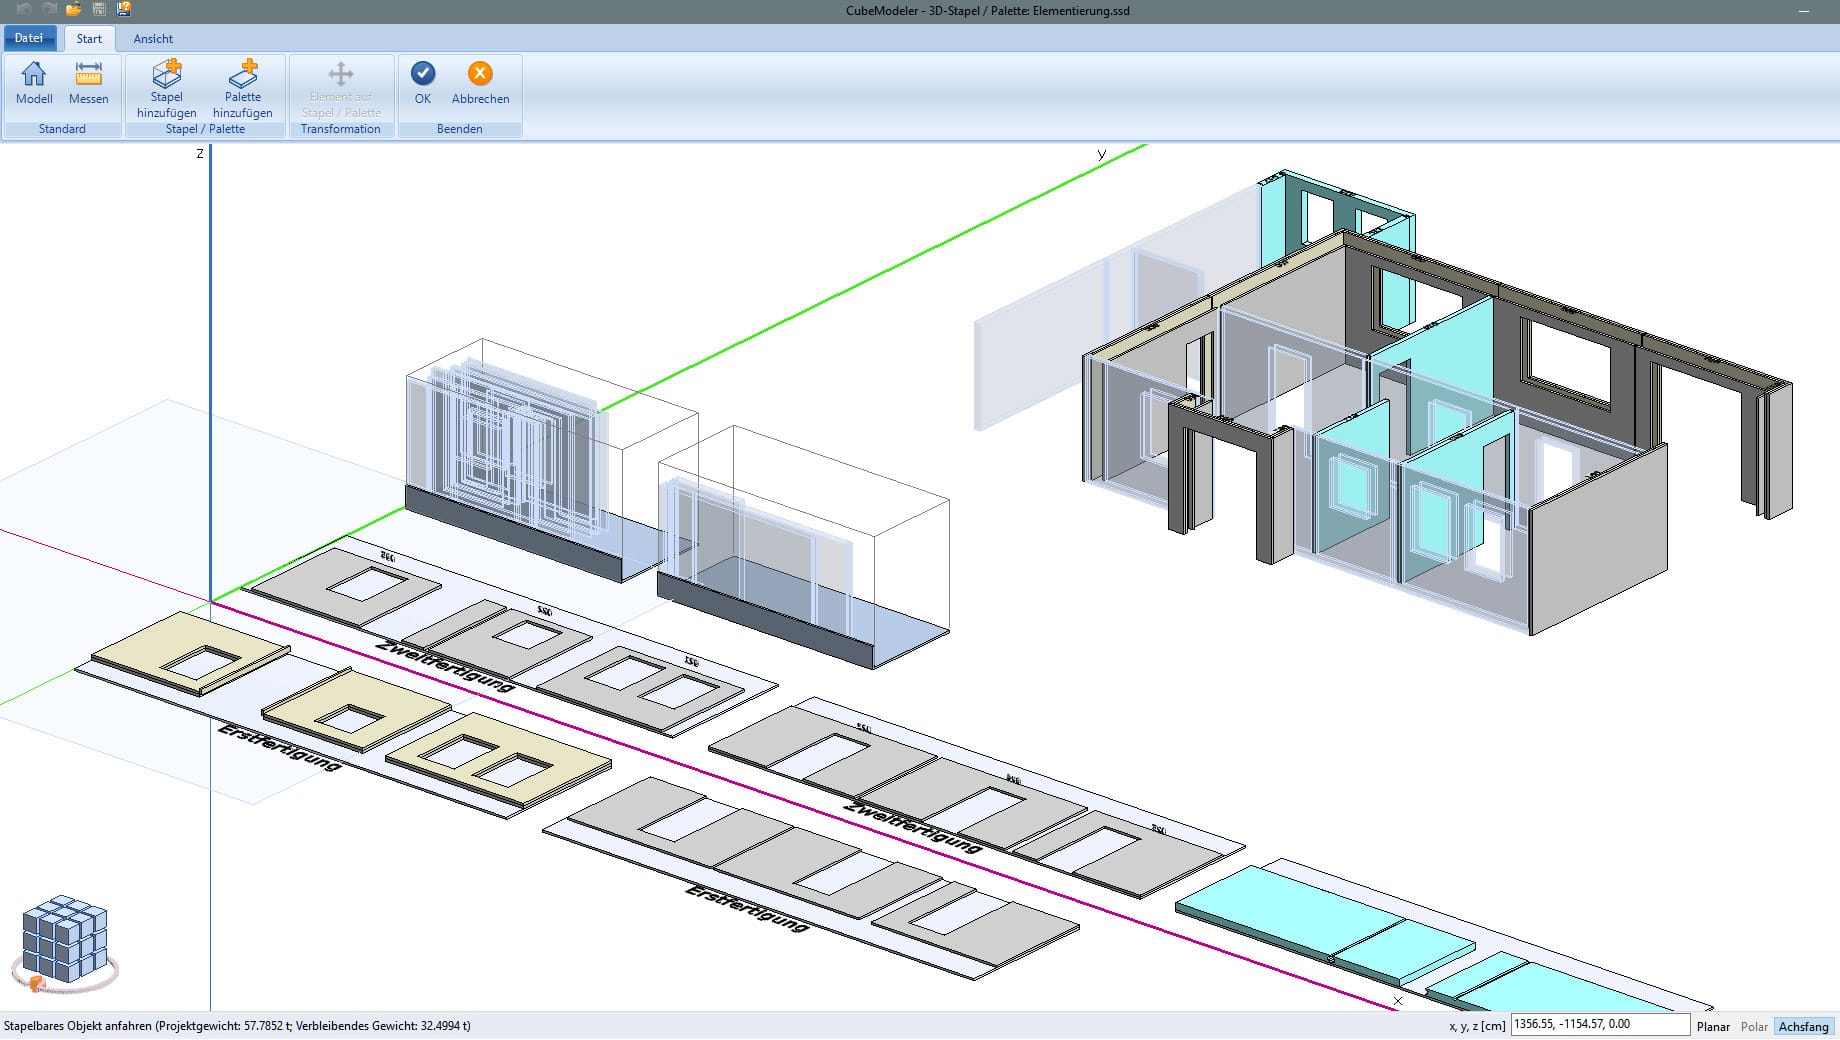 CubeModeler - 3D-Stapel / Palette: Elementierung.ssd
Datei
Start
Ansicht
Modell
Messen
Standard
Stapel
hinzufügen
Palette
hinzufügen
Stapel / Palette
Element auf
Stapel / Palette
Transformation
OK
Abbrechen
Beenden
Z
y
Zweitfertigung
Erstfertigung
Zweitfertigung
Erstfertigung
x
Stapelbares Objekt anfahren (Projektgewicht: 57.7852 t; Verbleibendes Gewicht: 32.4994 t)
x, y, z [cm]
1356.55, -1154.57, 0.00
Planar
Polar
Achsfang